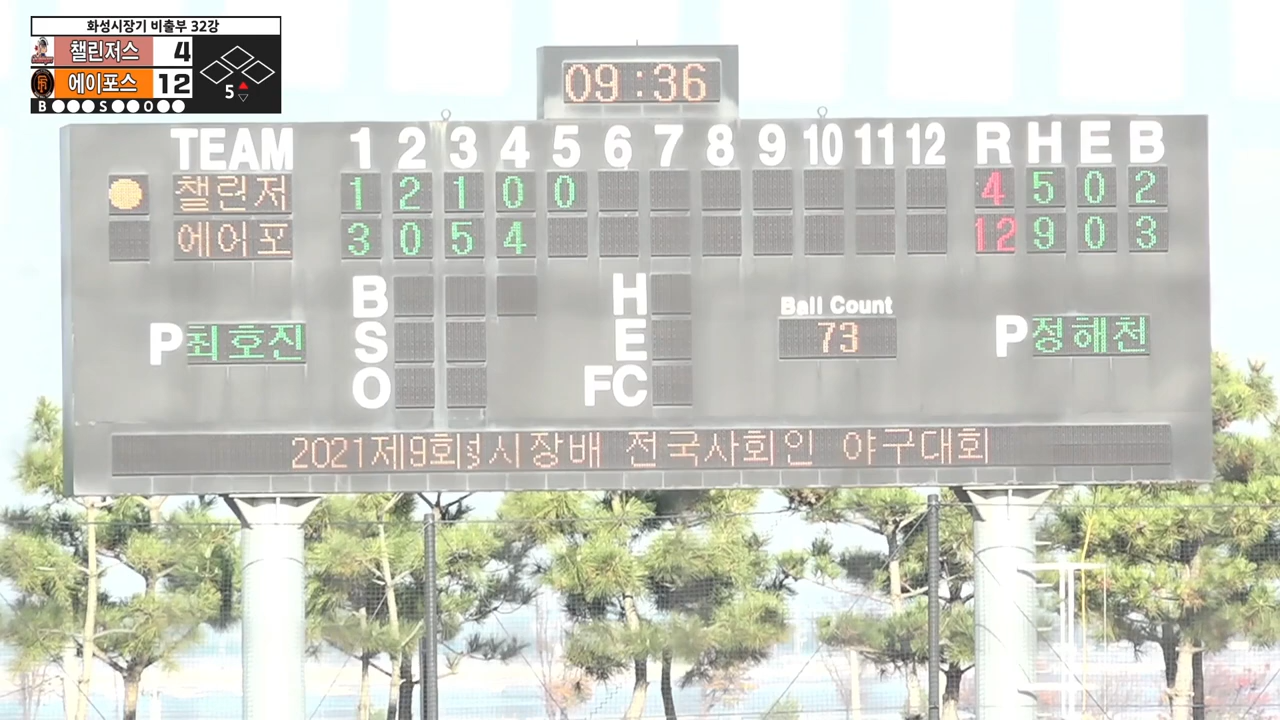 화성시장기 비출부 32강
챌린저스 4
에이포스 12
5
B S O
09:36
TEAM 1 2 3 4 5 6 7 8 9 10 11 12 R H E B
챌린저 1 2 1 0 0 4 5 0 2
에이포 3 0 5 4 12 9 0 3
B H
Ball Count
P 최호진 S E 73 P 정해천
O FC
2021제9회 시장배 전국사회인 야구대회